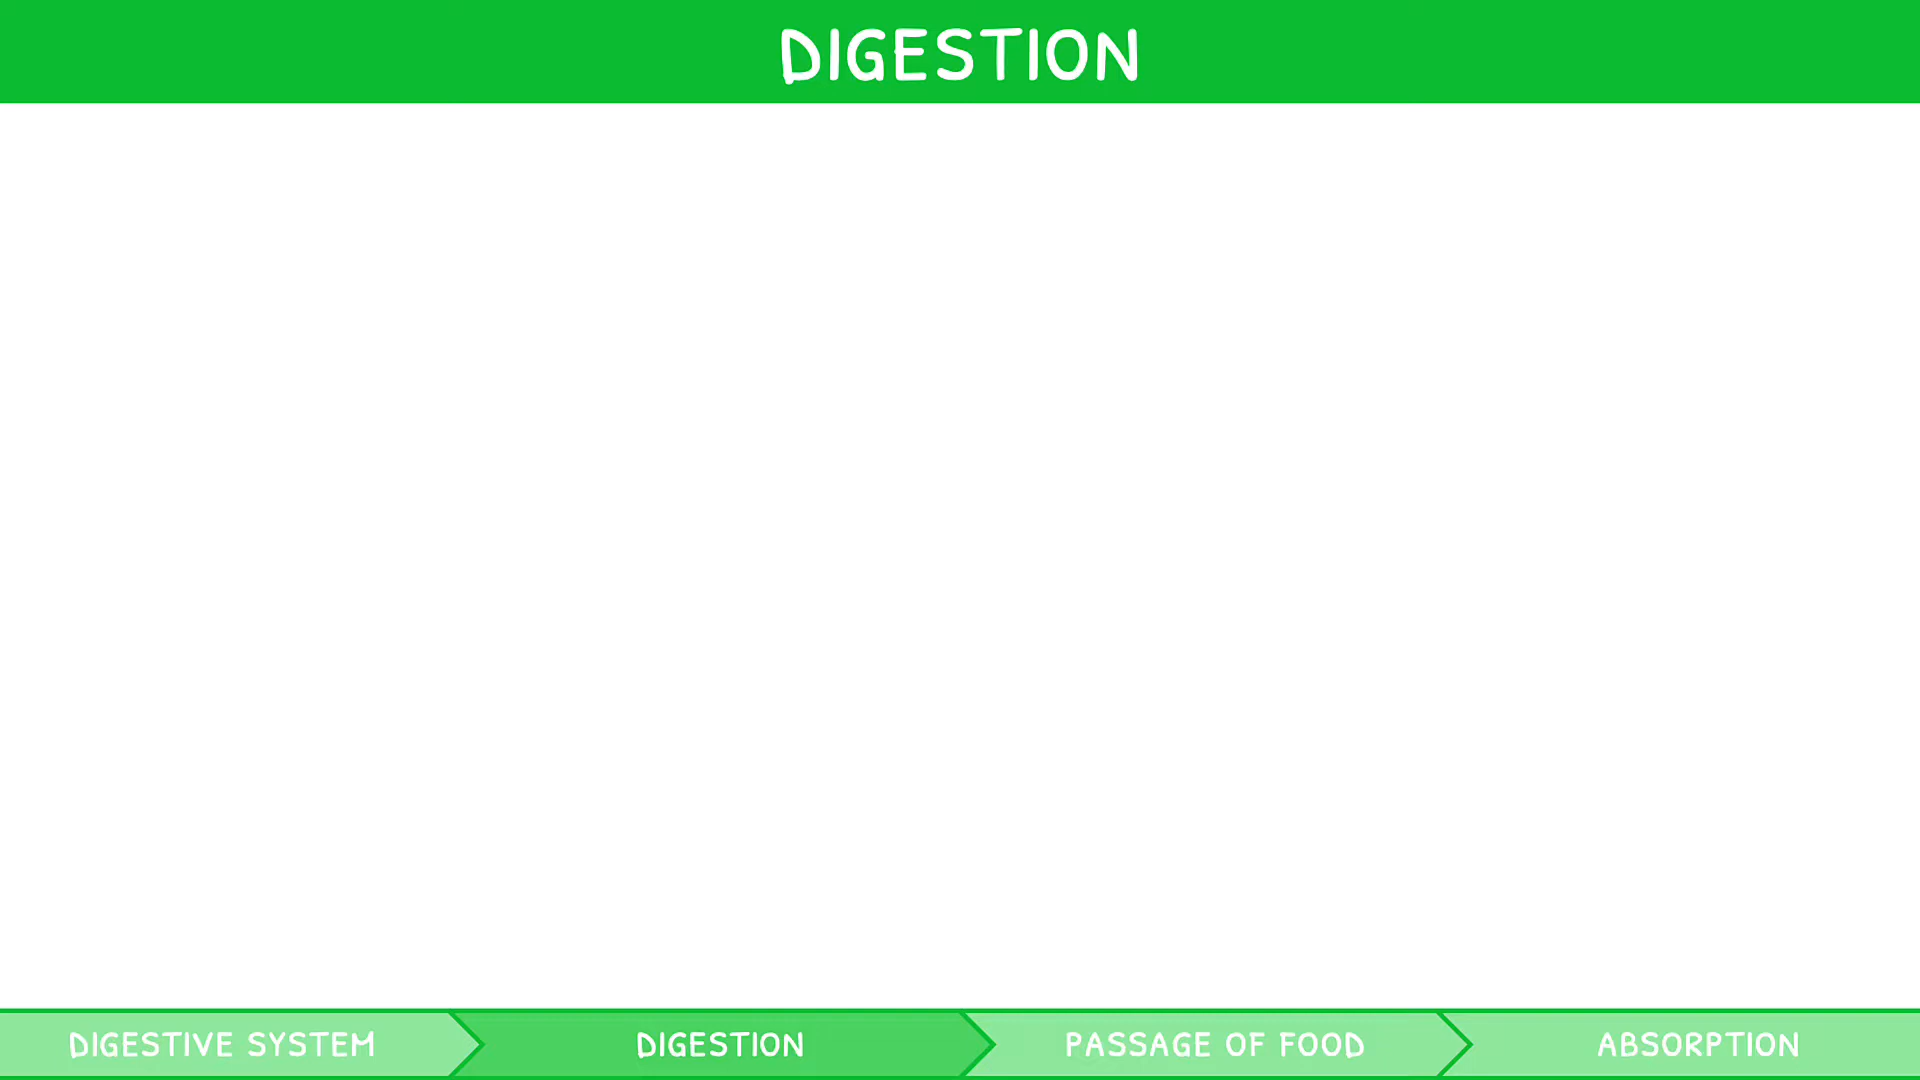 DIGESTION
DIGESTIVE SYSTEM
DIGESTION
PASSAGE OF FOOD
ABSORPTION